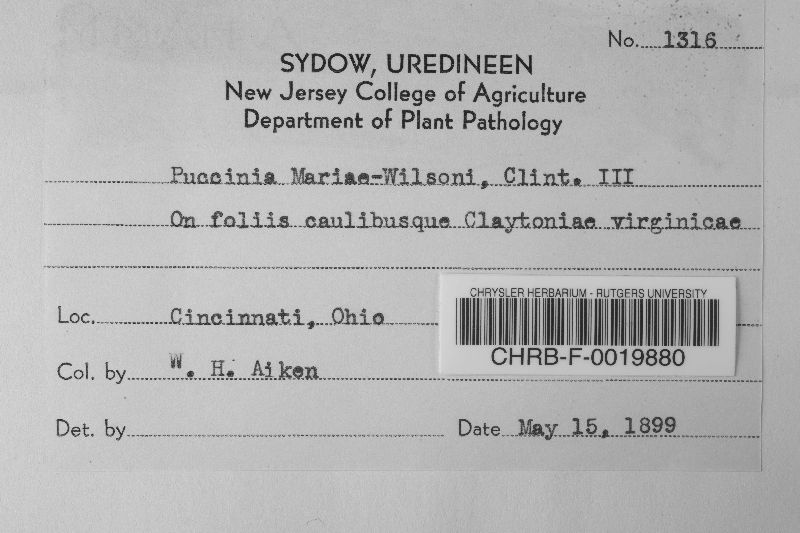 No. 1316
SYDOW, UREDINEEN
New Jersey College of Agriculture
Department of Plant Pathology
Puccinia Mariae-Wilsoni, Clint. III
On foliis caulibusque Claytoniae virginicae
Loc. Cincinnati, Ohio
CHRYSLER HERBARIUM - RUTGERS UNIVERSITY
CHRB-F-0019880
Col. by W. H. Aiken
Det. by
Date May 15, 1899